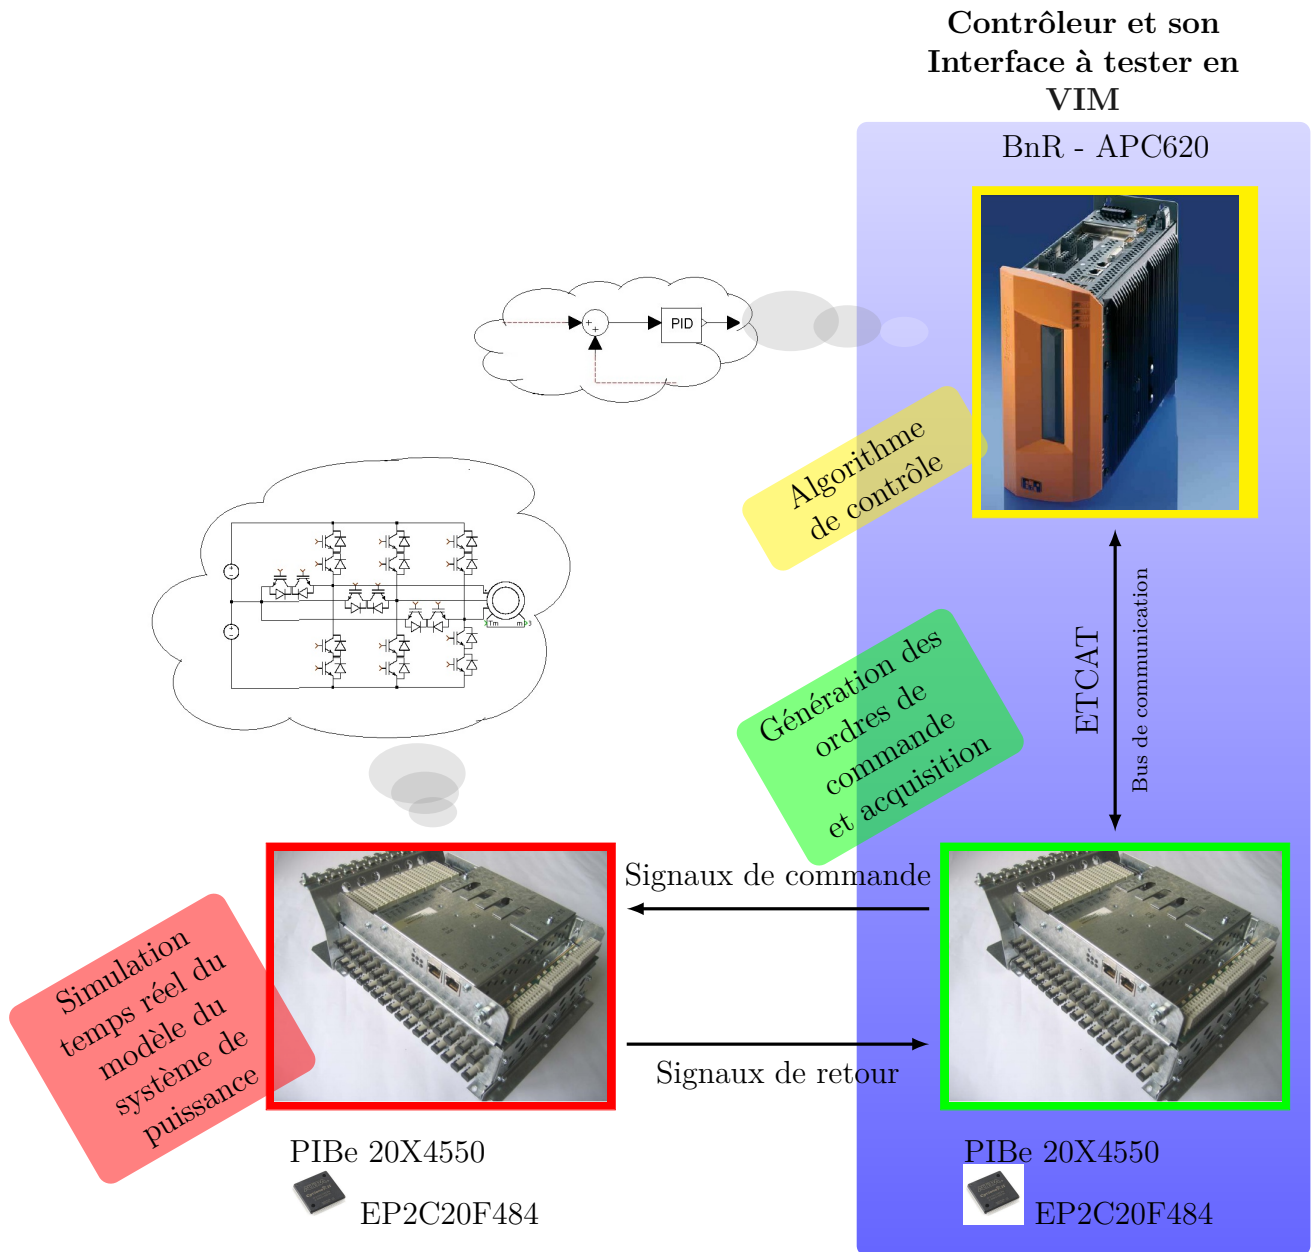 Contrôleur et son
Interface à tester en
VIM
BnR - APC620
PID
Algorithme
de contrôle
Tm
m
3
ETCAT
Bus de communication
Génération des
ordres de
commande
et acquisition
Signaux de commande
Signaux de retour
Simulation
temps réel du
modèle du
système de
puissance
PIBe 20X4550
EP2C20F484
PIBe 20X4550
EP2C20F484